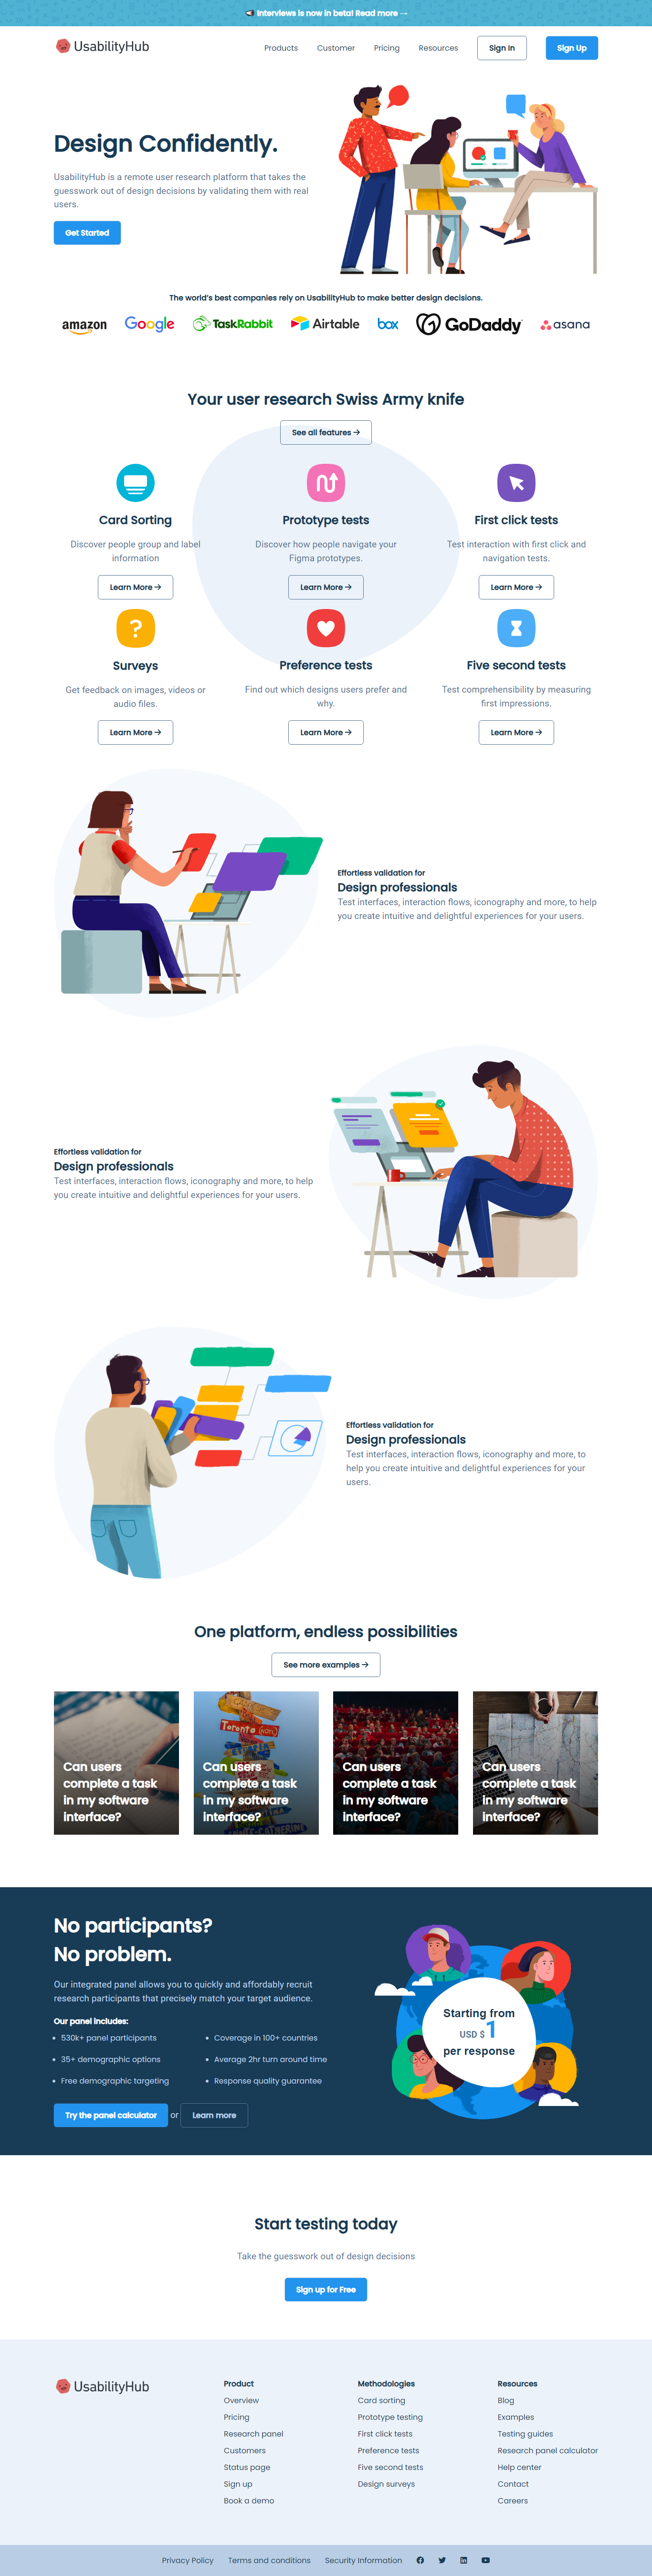 Interviews is now in beta! Read more →
UsabilityHub
Products Customer Pricing Resources Sign In Sign Up
Design Confidently.
UsabilityHub is a remote user research platform that takes the
guesswork out of design decisions by validating them with real
users.
Get Started
The world's best companies rely on UsabilityHub to make better design decisions.
amazon Google TaskRabbit Airtable box GoDaddy asana
Your user research Swiss Army knife
See all features →
Card Sorting
Discover people group and label
information
Learn More →
Prototype tests
Discover how people navigate your
Figma prototypes.
Learn More →
First click tests
Test interaction with first click and
navigation tests.
Learn More →
?
Surveys
Get feedback on images, videos or
audio files.
Learn More →
Preference tests
Find out which designs users prefer and
why.
Learn More →
Five second tests
Test comprehensibility by measuring
first impressions.
Learn More →
Effortless validation for
Design professionals
Test interfaces, interaction flows, iconography and more, to help
you create intuitive and delightful experiences for your users.
Effortless validation for
Design professionals
Test interfaces, interaction flows, iconography and more, to help
you create intuitive and delightful experiences for your users.
Effortless validation for
Design professionals
Test interfaces, interaction flows, iconography and more, to
help you create intuitive and delightful experiences for your
users.
One platform, endless possibilities
See more examples →
Can users
complete a task
in my software
interface?
Toronto
Can users
complete a task
in my software
interface?
Can users
complete a task
in my software
interface?
Can users
complete a task
in my software
interface?
No participants?
No problem.
Our integrated panel allows you to quickly and affordably recruit
research participants that precisely match your target audience.
Our panel includes:
• 530k+ panel participants
• 35+ demographic options
• Free demographic targeting
• Coverage in 100+ countries
• Average 2hr turn around time
• Response quality guarantee
Try the panel calculator or Learn more
Starting from
USD $ 1
per response
Start testing today
Take the guesswork out of design decisions
Sign up for Free
UsabilityHub
Product
Overview
Pricing
Research panel
Customers
Status page
Sign up
Book a demo
Methodologies
Card sorting
Prototype testing
First click tests
Preference tests
Five second tests
Design surveys
Resources
Blog
Examples
Testing guides
Research panel calculator
Help center
Contact
Careers
Privacy Policy Terms and conditions Security Information